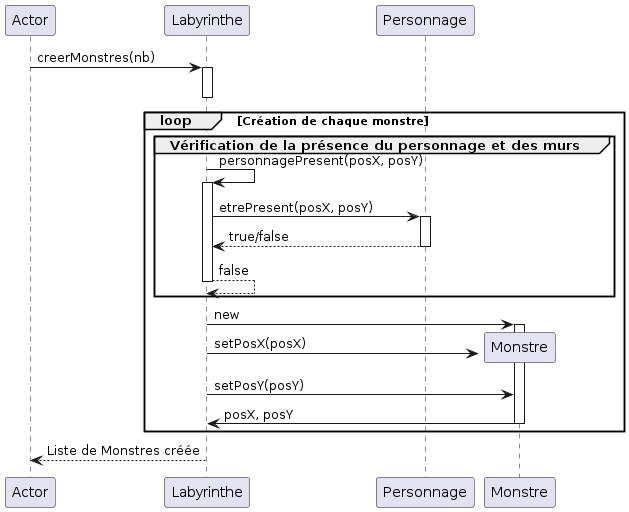 Actor Labyrinthe Personnage
creerMonstres(nb)
loop [Création de chaque monstre]
Vérification de la présence du personnage et des murs
personnagePresent(posX, posY)
etrePresent(posX, posY)
true/false
false
new
setPosX(posX)
Monstre
setPosY(posY)
posX, posY
Liste de Monstres créée
Actor Labyrinthe Personnage Monstre